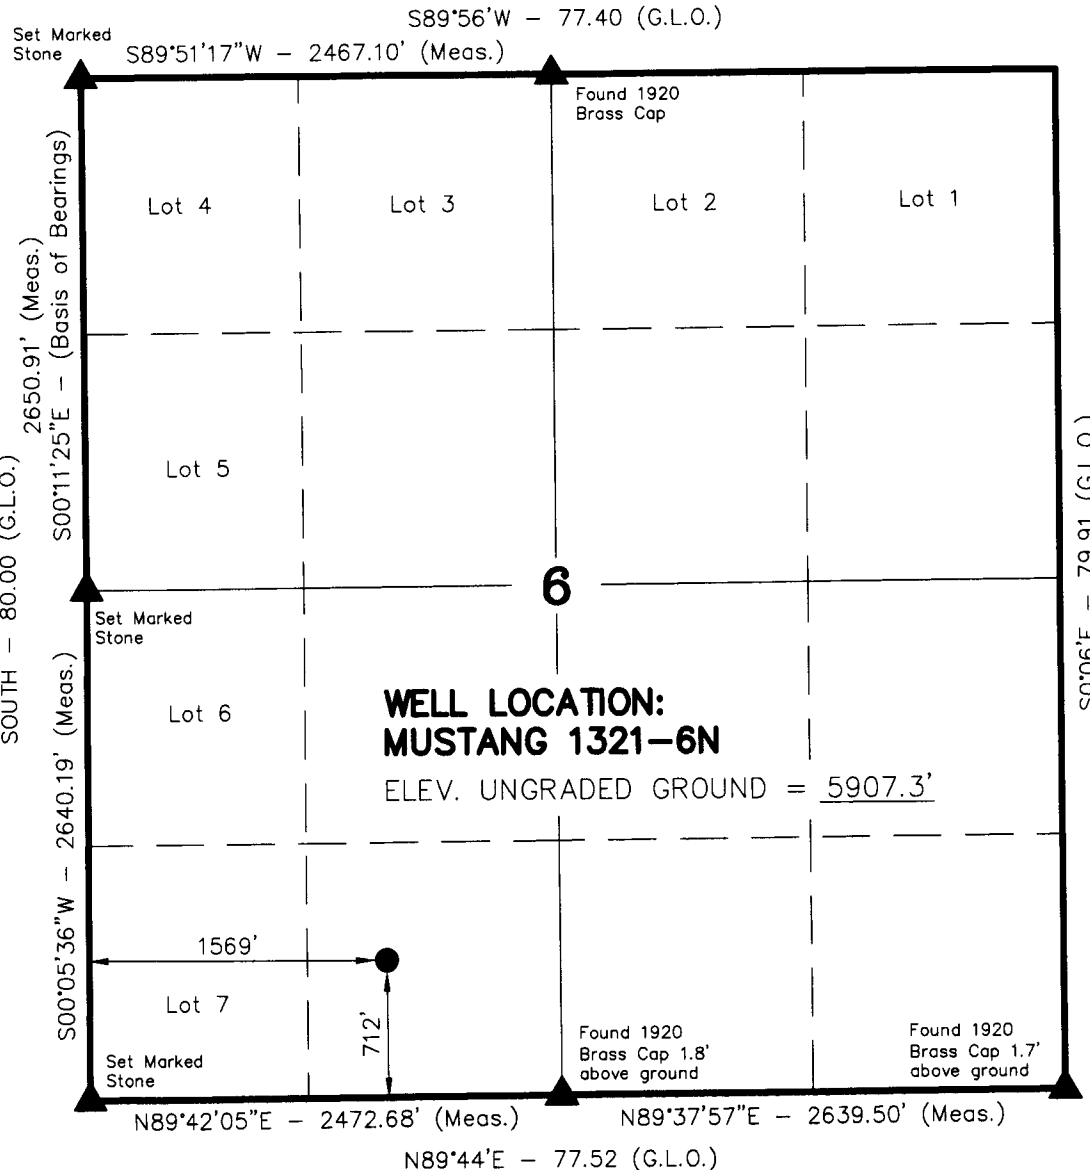 S89°56'W – 77.40 (G.L.O.)
Set Marked
Stone
S89°51'17"W – 2467.10' (Meas.)
Found 1920
Brass Cap
Lot 4
Lot 3
Lot 2
Lot 1
2650.91' (Meas.)
S00°11'25"E – (Basis of Bearings)
SOUTH – 80.00 (G.L.O.)
S0°06'E – 79.91 (G.L.O.)
Lot 5
6
Set Marked
Stone
Lot 6
WELL LOCATION:
MUSTANG 1321–6N
ELEV. UNGRADED GROUND = 5907.3'
S00°05'36"W – 2640.19' (Meas.)
1569'
Lot 7
712'
Set Marked
Stone
Found 1920
Brass Cap 1.8'
above ground
Found 1920
Brass Cap 1.7'
above ground
N89°42'05"E – 2472.68' (Meas.)
N89°37'57"E – 2639.50' (Meas.)
N89°44'E – 77.52 (G.L.O.)